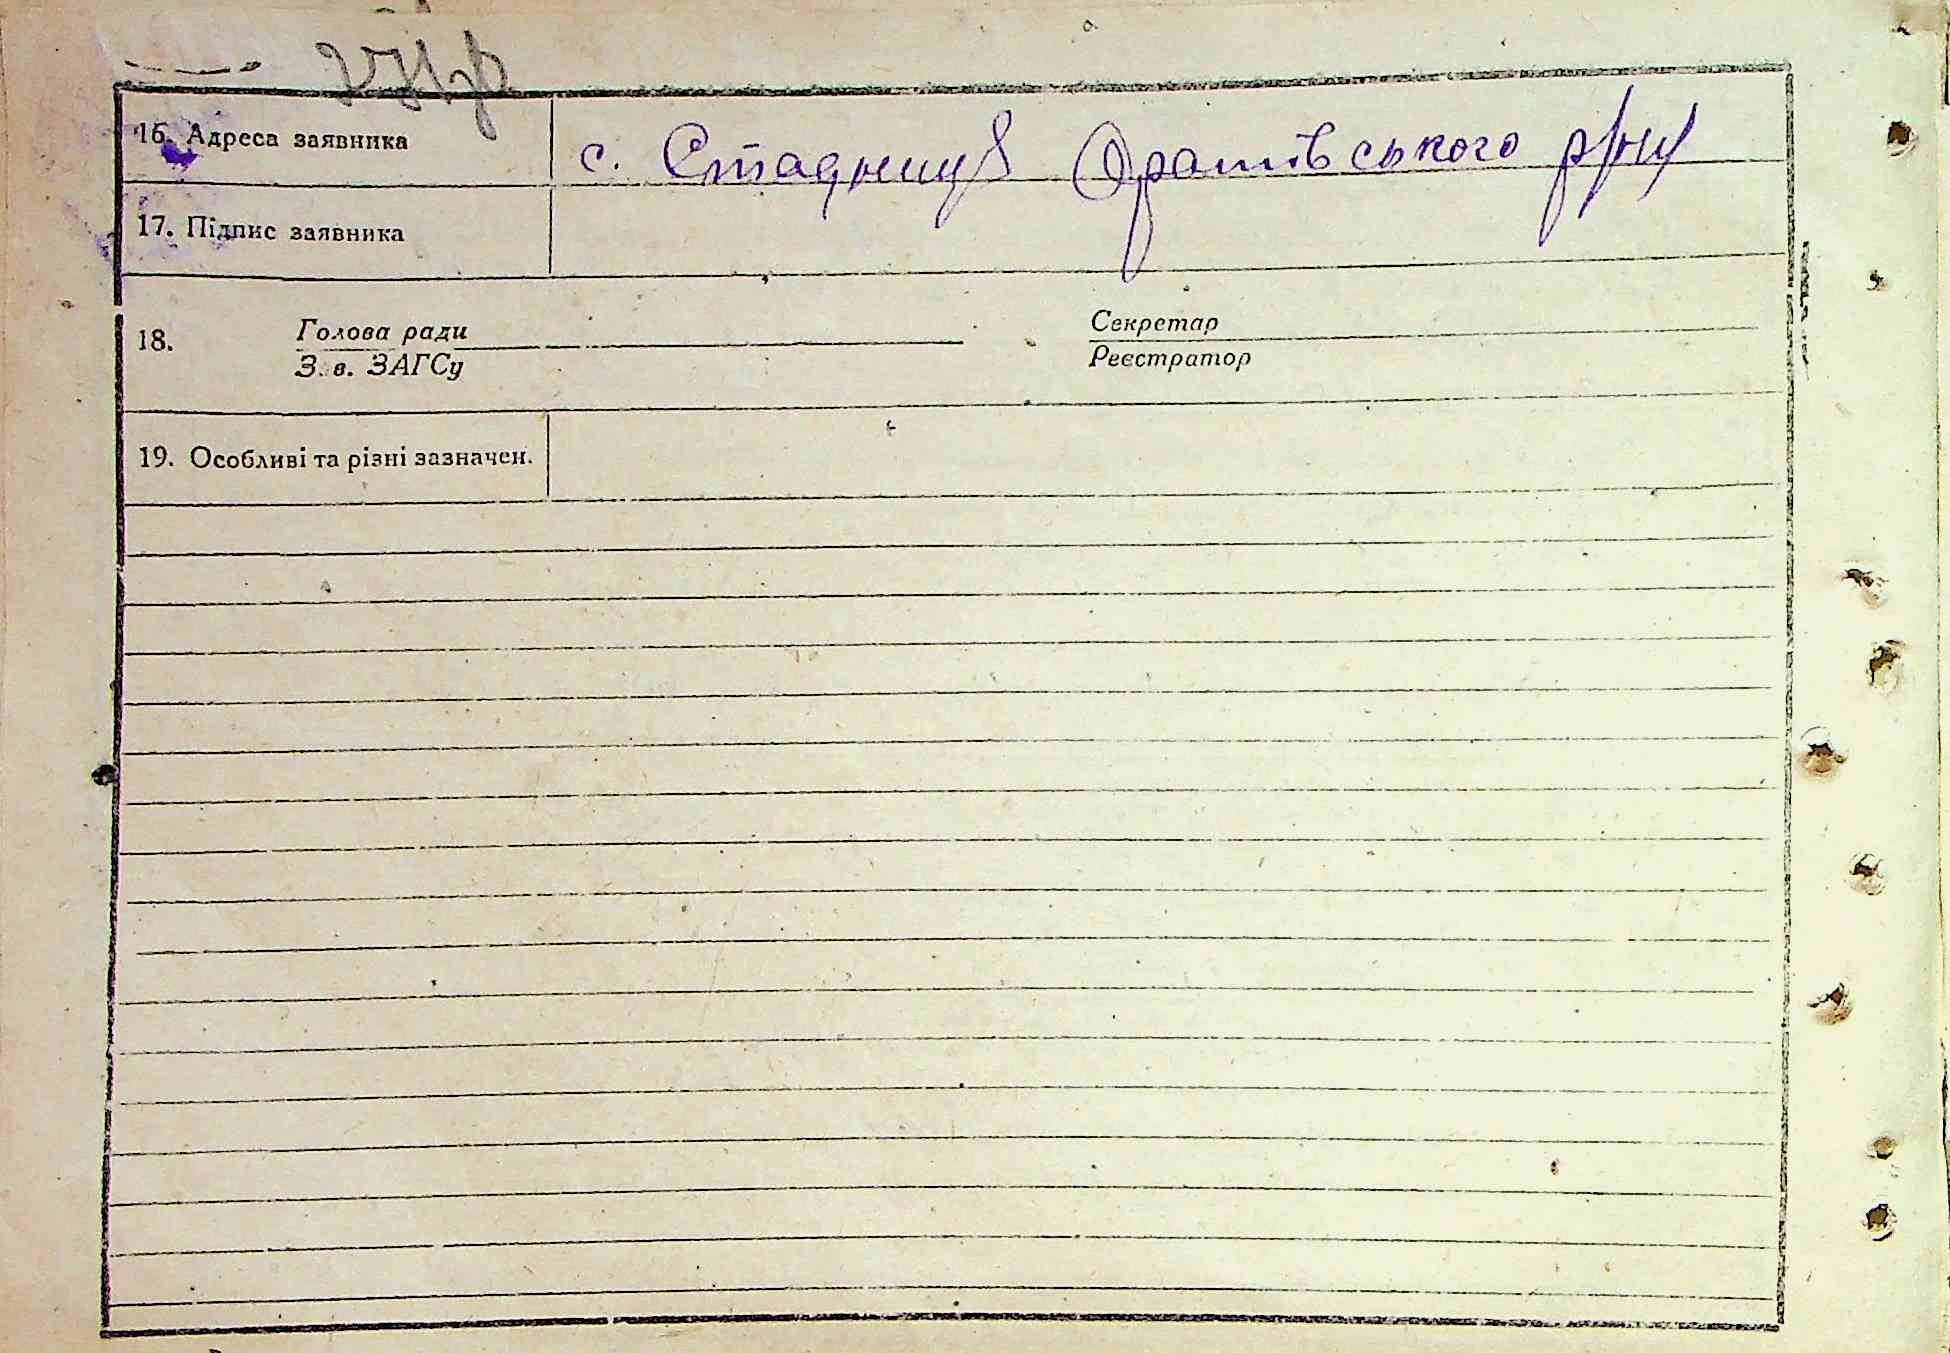 16. Адреса заявника с. Стадниця Оратівського р/ну
17. Підпис заявника
18. Голова ради Секретар
З. в. ЗАГСу Реєстратор
19. Особливі та різні зазначен.